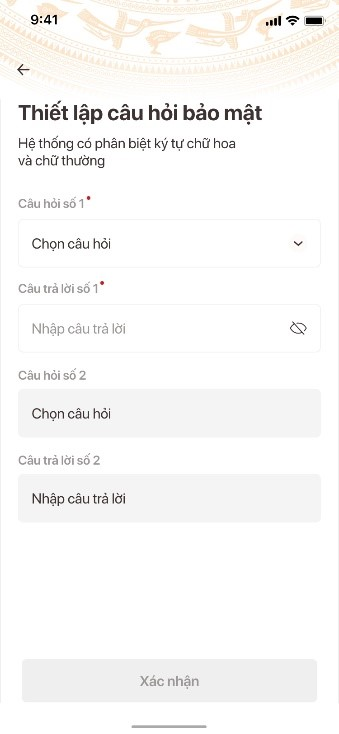 9:41
Thiết lập câu hỏi bảo mật
Hệ thống có phân biệt ký tự chữ hoa
và chữ thường
Câu hỏi số 1*
Chọn câu hỏi
Câu trả lời số 1*
Nhập câu trả lời
Câu hỏi số 2
Chọn câu hỏi
Câu trả lời số 2
Nhập câu trả lời
Xác nhận